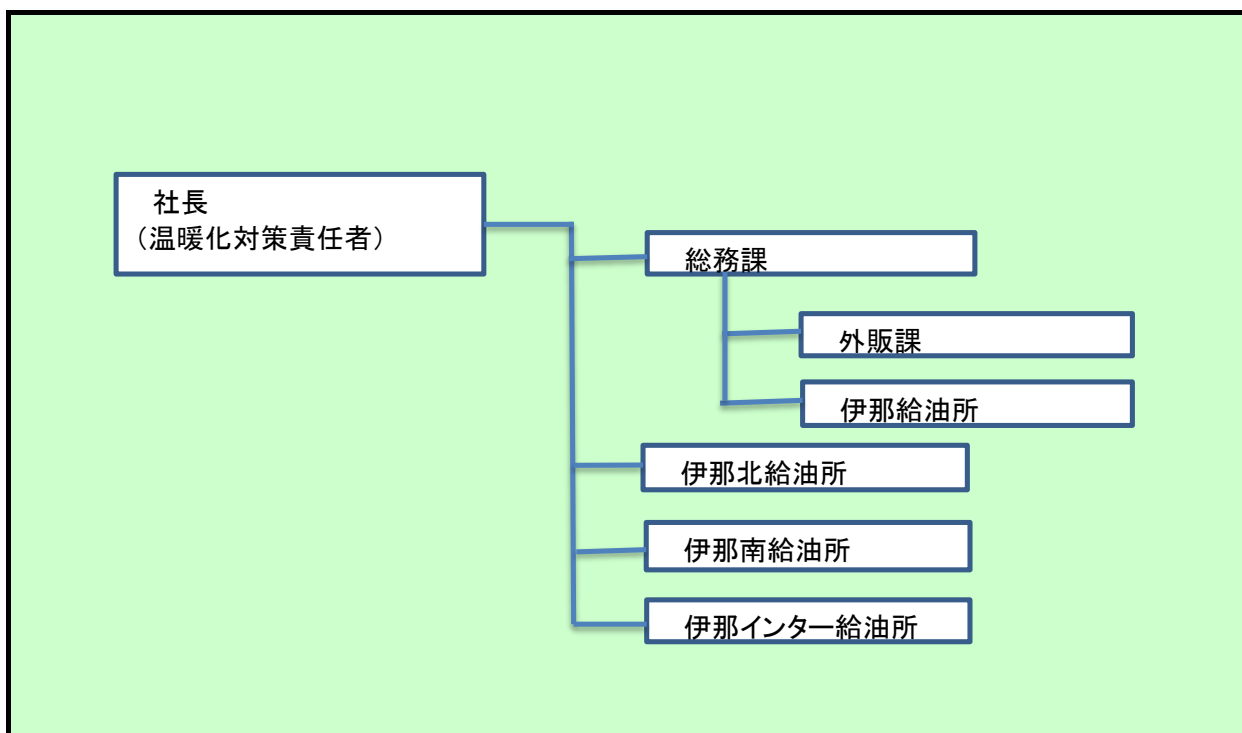 社長
（温暖化対策責任者）
総務課
外販課
伊那給油所
伊那北給油所
伊那南給油所
伊那インター給油所